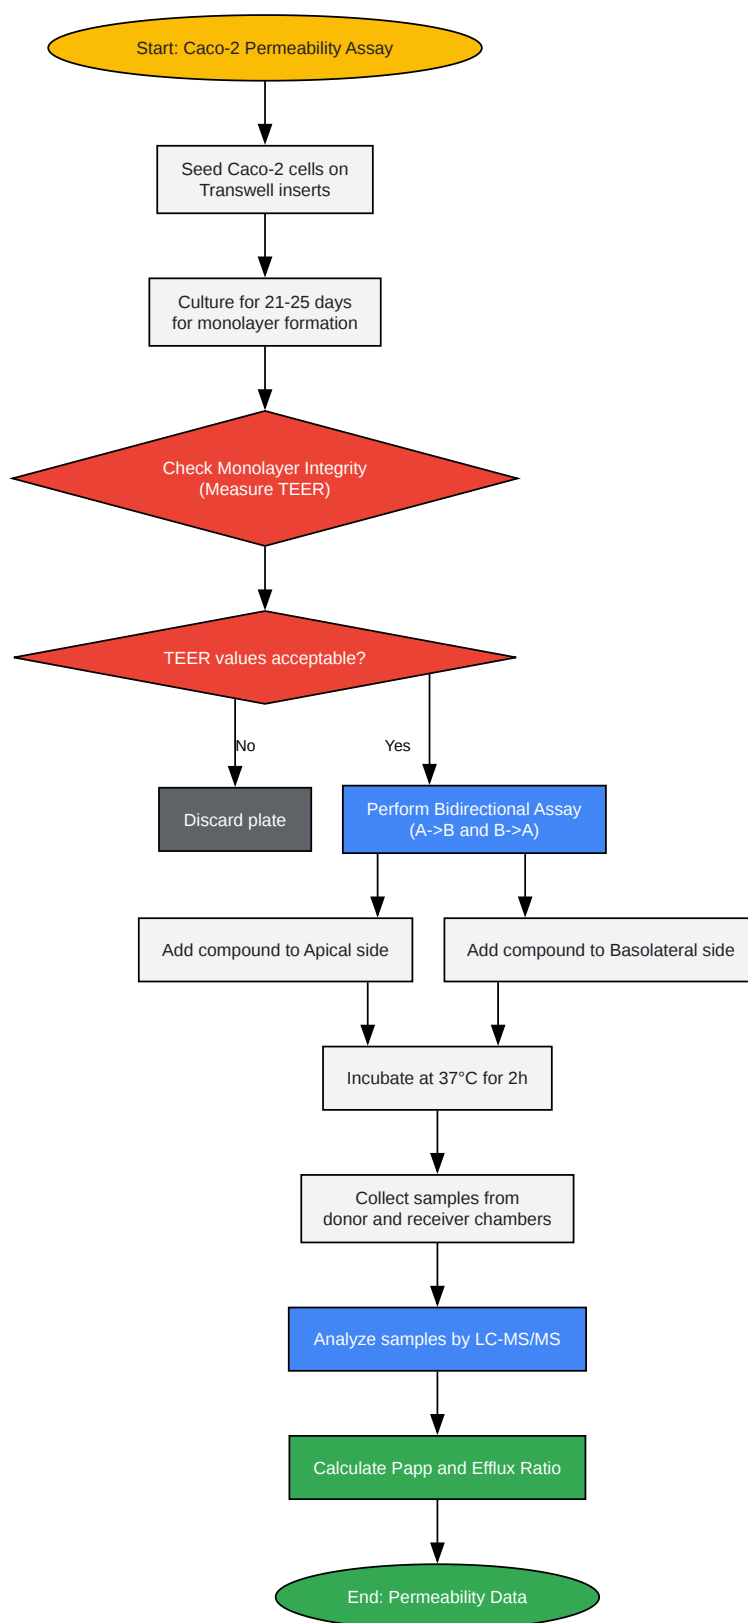 Start: Caco-2 Permeability Assay
Seed Caco-2 cells on
Transwell inserts
Culture for 21-25 days
for monolayer formation
Check Monolayer Integrity
(Measure TEER)
TEER values acceptable?
No
Yes
Discard plate
Perform Bidirectional Assay
(A->B and B->A)
Add compound to Apical side
Add compound to Basolateral side
Incubate at 37°C for 2h
Collect samples from
donor and receiver chambers
Analyze samples by LC-MS/MS
Calculate Papp and Efflux Ratio
End: Permeability Data